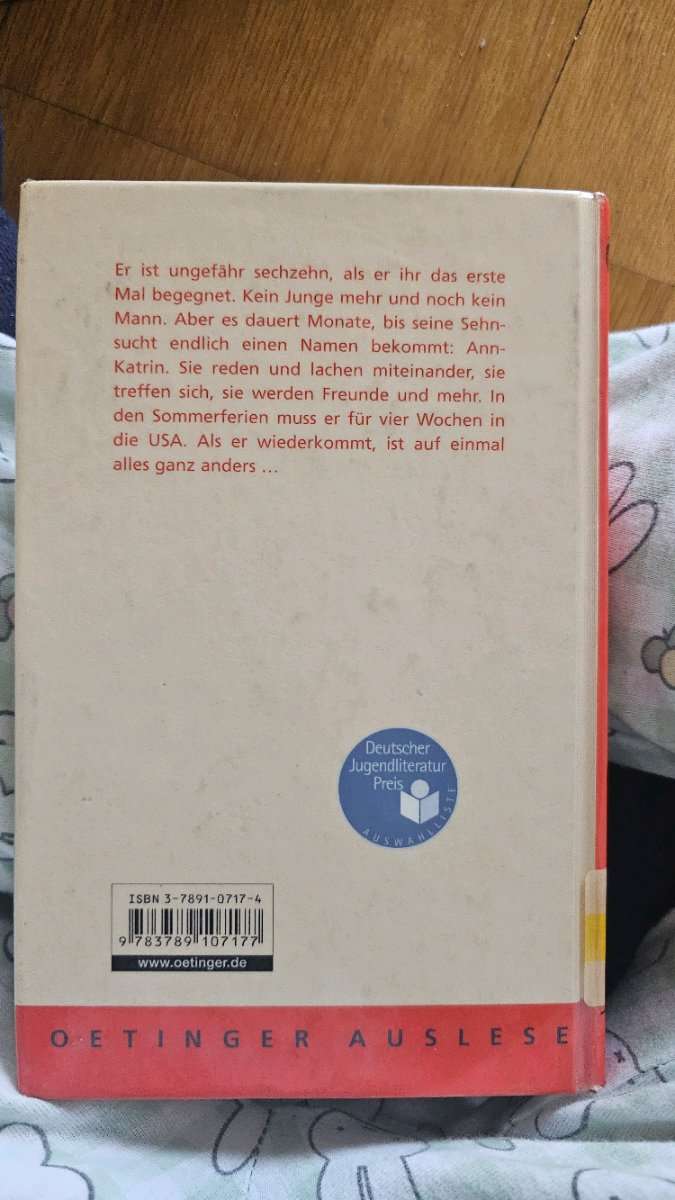 Er ist ungefähr sechzehn, als er ihr das erste
Mal begegnet. Kein Junge mehr und noch kein
Mann. Aber es dauert Monate, bis seine Sehn-
sucht endlich einen Namen bekommt: Ann-
Katrin. Sie reden und lachen miteinander, sie
treffen sich, sie werden Freunde und mehr. In
den Sommerferien muss er für vier Wochen in
die USA. Als er wiederkommt, ist auf einmal
alles ganz anders ...
Deutscher
Jugendliteratur
Preis
AUSWAHLLISTE
ISBN 3-7891-0717-4
9 783789 107177
www.oetinger.de
OETINGER AUSLESE